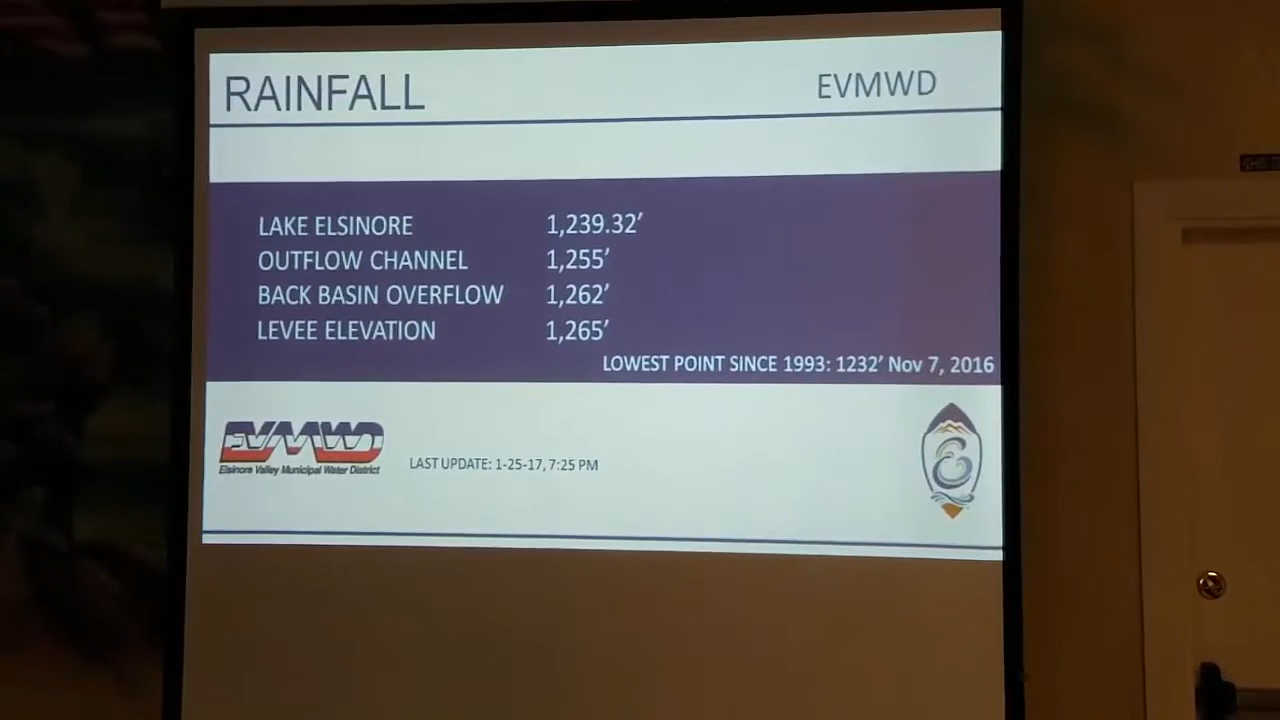 RAINFALL EVMWD
LAKE ELSINORE 1,239.32’
OUTFLOW CHANNEL 1,255’
BACK BASIN OVERFLOW 1,262’
LEVEE ELEVATION 1,265’
LOWEST POINT SINCE 1993: 1232’ Nov 7, 2016
EVMWD
Elsinore Valley Municipal Water District
LAST UPDATE: 1-25-17, 7:25 PM